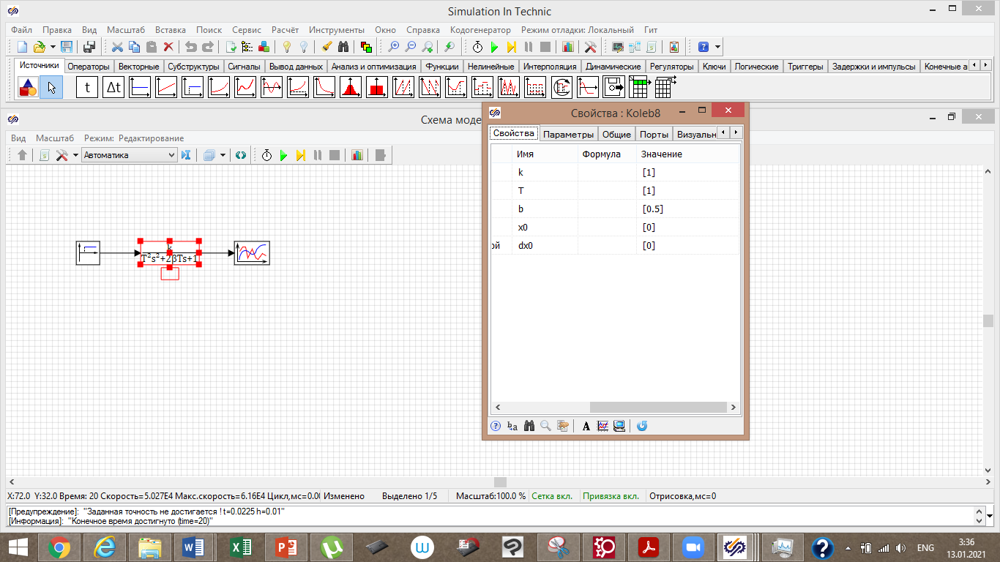 Simulation In Technic
Файл Правка Вид Масштаб Вставка Поиск Сервис Расчёт Инструменты Окно Справка Кодогенератор Режим отладки: Локальный Гит
Источники Операторы Векторные Субструктуры Сигналы Вывод данных Анализ и оптимизация Функции Нелинейные Интерполяция Динамические Регуляторы Ключи Логические Триггеры Задержки и импульсы Конечные а
t Δt
Схема моде
Вид Масштаб Режим: Редактирование
Автоматика
k
T²s²+2βTs+1
Свойства : Koleb8
Свойства Параметры Общие Порты Визуальн
Имя Формула Значение
k [1]
T [1]
b [0.5]
x0 [0]
ой dx0 [0]
b a A
X:72.0 Y:32.0 Время: 20 Скорость=5.027E4 Макс.скорость=6.16E4 Цикл,мс=0.00 Изменено Выделено 1/5 Масштаб:100.0 % Сетка вкл. Привязка вкл. Отрисовка,мс=0
[Предупреждение]: "Заданная точность не достигается ! t=0.0225 h=0.01"
[Информация]: "Конечное время достигнуто (time=20)"
ENG
3:36
13.01.2021